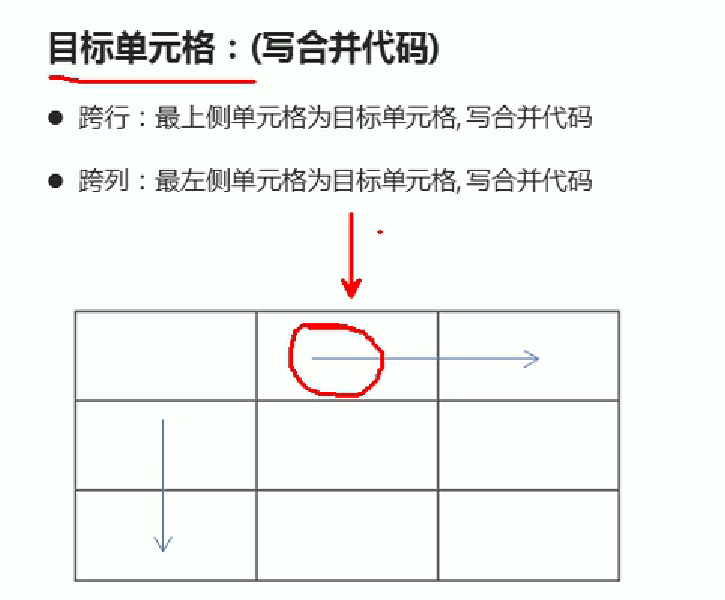 目标单元格：(写合并代码)
● 跨行：最上侧单元格为目标单元格, 写合并代码
● 跨列：最左侧单元格为目标单元格, 写合并代码